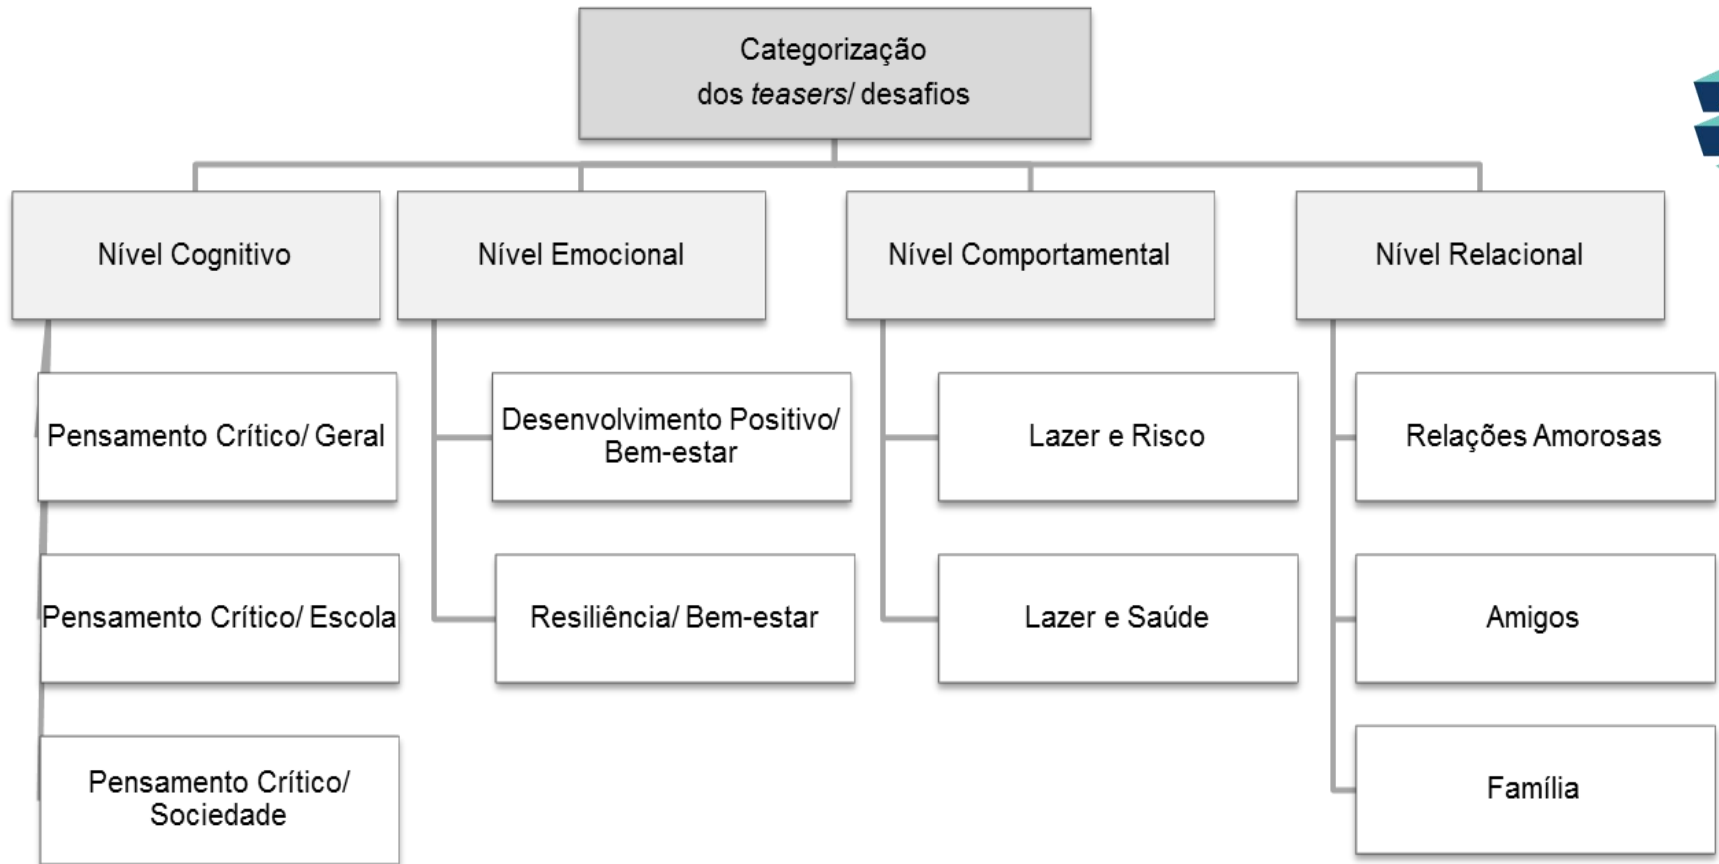 Categorização
dos teasers/ desafios
Nível Cognitivo
Nível Emocional
Nível Comportamental
Nível Relacional
Pensamento Crítico/ Geral
Desenvolvimento Positivo/
Bem-estar
Lazer e Risco
Relações Amorosas
Pensamento Crítico/ Escola
Resiliência/ Bem-estar
Lazer e Saúde
Amigos
Pensamento Crítico/
Sociedade
Família